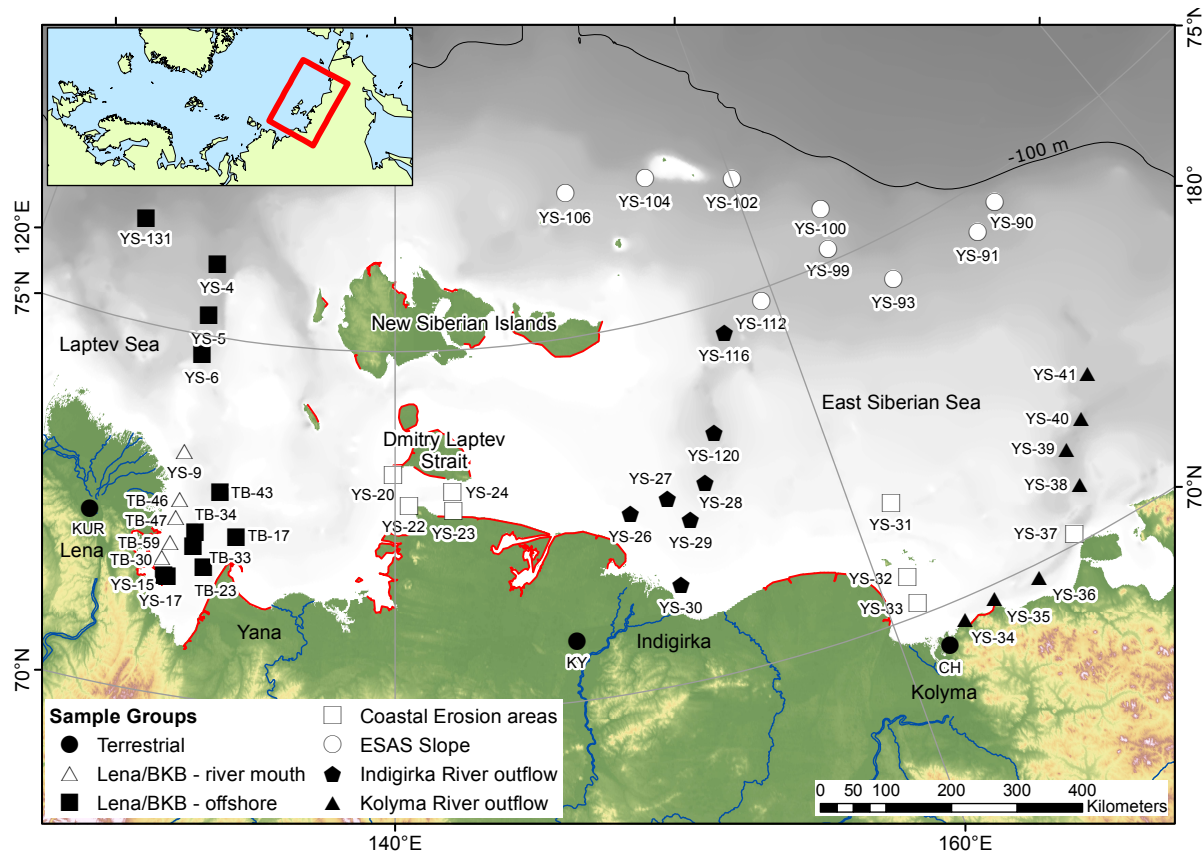 75°N
-100 m
180°
120°E
75°N
YS-106
YS-104
YS-102
YS-100
YS-90
YS-91
YS-99
YS-93
YS-131
YS-4
YS-5
YS-6
Laptev Sea
New Siberian Islands
YS-112
YS-116
YS-41
East Siberian Sea
YS-40
YS-39
YS-38
Dmitry Laptev
Strait
YS-120
YS-9
YS-27
YS-28
70°N
TB-43
TB-46
YS-20
YS-24
TB-47
TB-34
KUR
YS-22
YS-23
YS-26
YS-29
YS-31
YS-37
Lena
TB-59
TB-17
TB-30
TB-33
YS-15
YS-17
TB-23
YS-30
YS-32
YS-33
YS-36
YS-35
YS-34
Yana
Indigirka
KY
CH
Kolyma
70°N
Sample Groups
Terrestrial
Lena/BKB - river mouth
Lena/BKB - offshore
Coastal Erosion areas
ESAS Slope
Indigirka River outflow
Kolyma River outflow
0 50 100 200 300 400
Kilometers
140°E
160°E